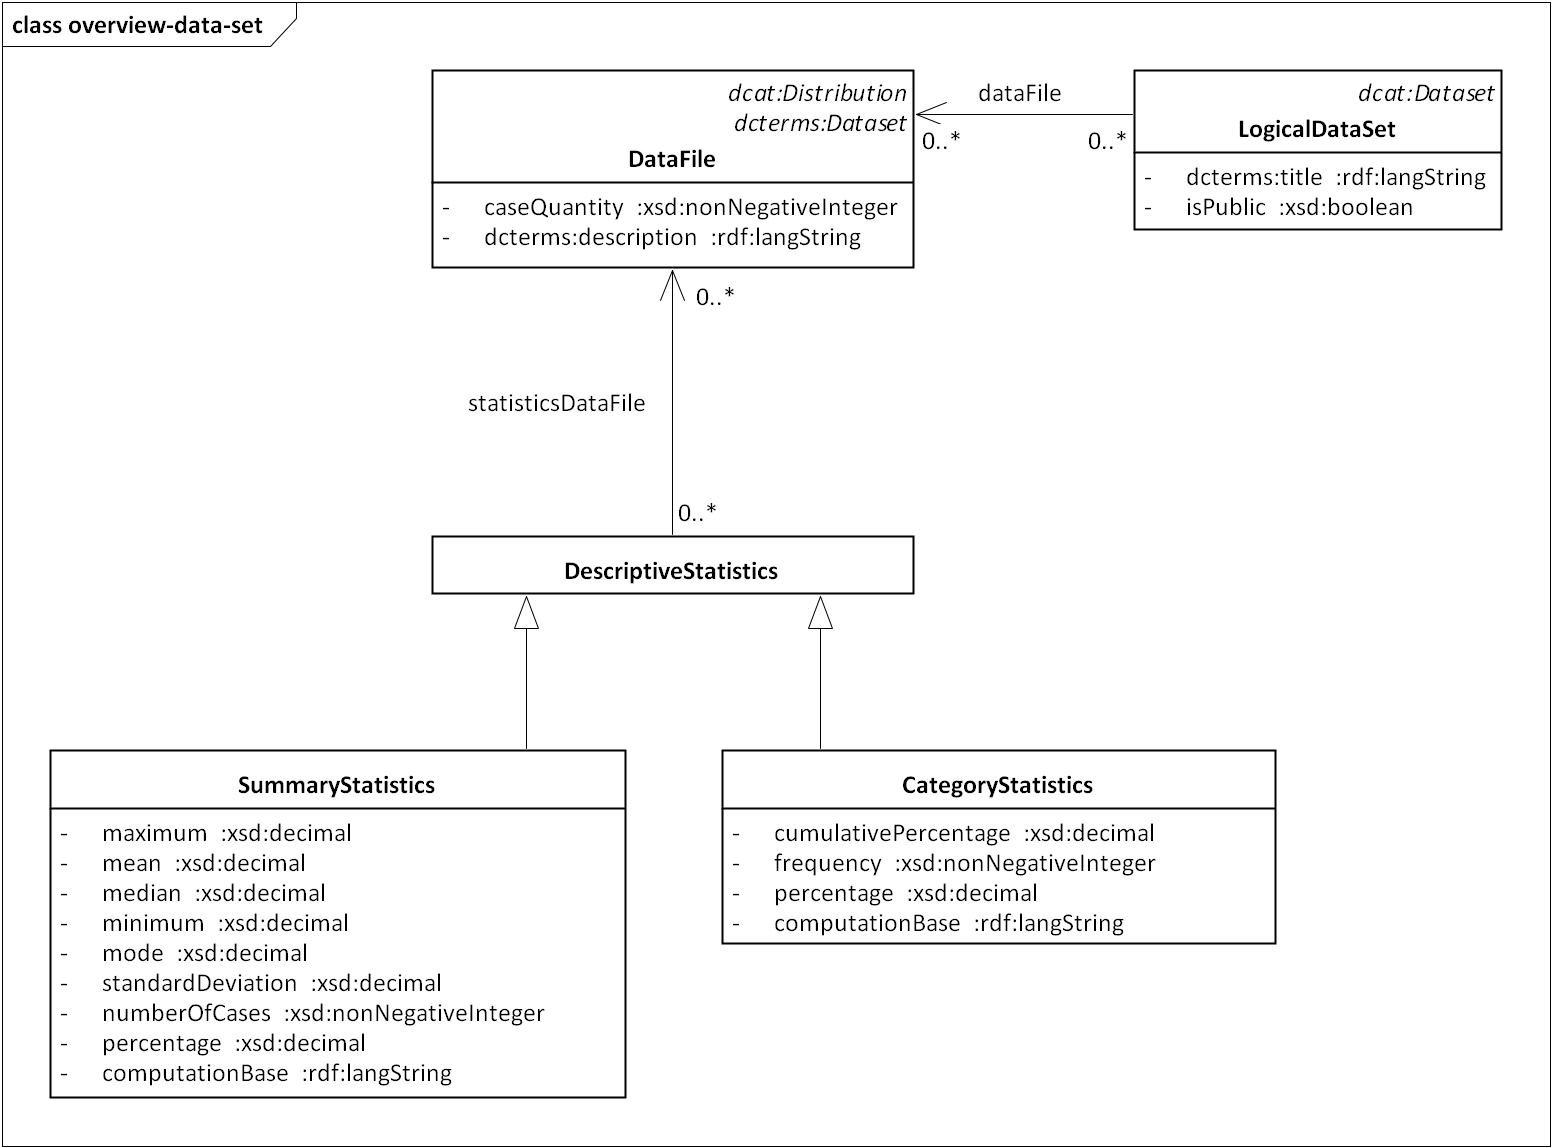 class overview-data-set
dcat:Distribution
dcterms:Dataset
DataFile
- caseQuantity :xsd:nonNegativeInteger
- dcterms:description :rdf:langString
dataFile
0..*
0..*
dcat:Dataset
LogicalDataSet
- dcterms:title :rdf:langString
- isPublic :xsd:boolean
0..*
statisticsDataFile
0..*
DescriptiveStatistics
SummaryStatistics
- maximum :xsd:decimal
- mean :xsd:decimal
- median :xsd:decimal
- minimum :xsd:decimal
- mode :xsd:decimal
- standardDeviation :xsd:decimal
- numberOfCases :xsd:nonNegativeInteger
- percentage :xsd:decimal
- computationBase :rdf:langString
CategoryStatistics
- cumulativePercentage :xsd:decimal
- frequency :xsd:nonNegativeInteger
- percentage :xsd:decimal
- computationBase :rdf:langString